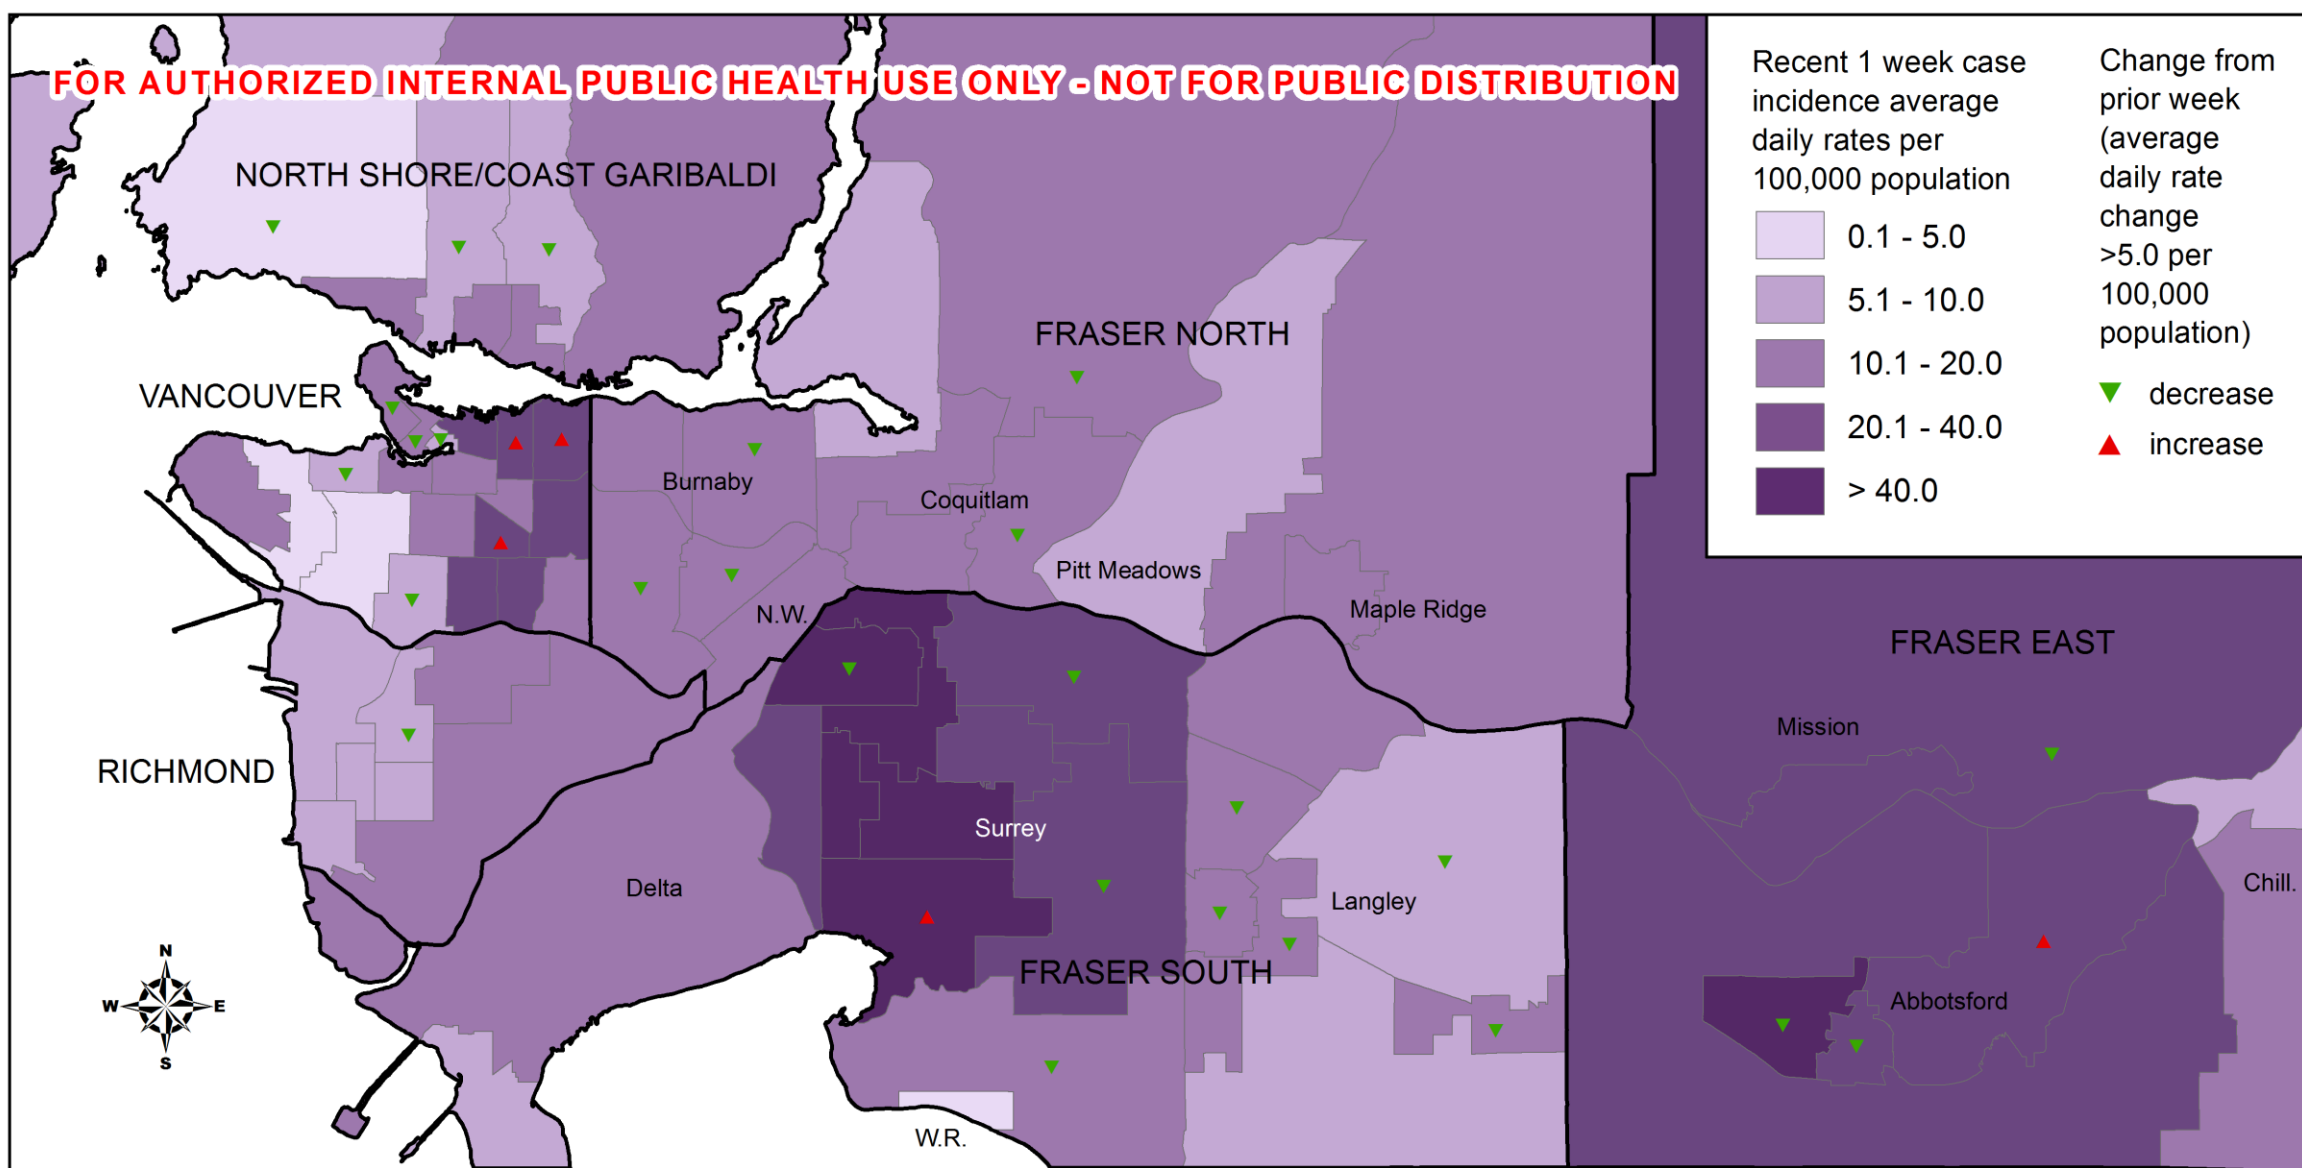 FOR AUTHORIZED INTERNAL PUBLIC HEALTH USE ONLY - NOT FOR PUBLIC DISTRIBUTION
NORTH SHORE/COAST GARIBALDI
FRASER NORTH
VANCOUVER
Burnaby
Coquitlam
Pitt Meadows
N.W.
Maple Ridge
FRASER EAST
Mission
RICHMOND
Surrey
Delta
Langley
Chill.
FRASER SOUTH
Abbotsford
W.R.
N
W
E
S
Recent 1 week case
incidence average
daily rates per
100,000 population
0.1 - 5.0
5.1 - 10.0
10.1 - 20.0
20.1 - 40.0
> 40.0
Change from
prior week
(average
daily rate
change
>5.0 per
100,000
population)
decrease
increase